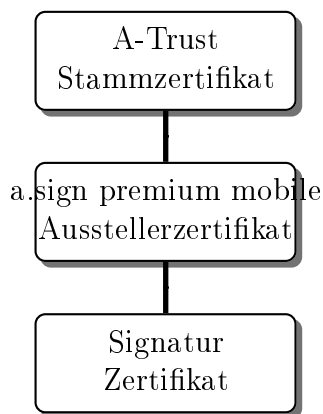 A-Trust
Stammzertifikat
a.sign premium mobile
Ausstellerzertifikat
Signatur
Zertifikat